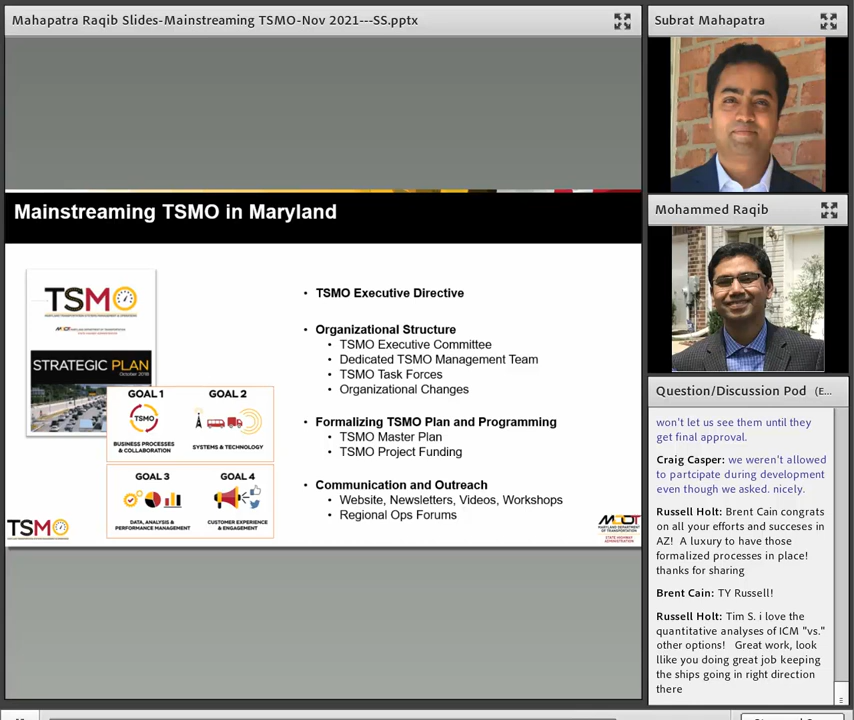 Mahapatra Raqib Slides-Mainstreaming TSMO-Nov 2021---SS.pptx
Mainstreaming TSMO in Maryland
TSMO
STRATEGIC PLAN
October 2018
GOAL 1
TSMO
BUSINESS PROCESSES
& COLLABORATION
GOAL 2
SYSTEMS & TECHNOLOGY
GOAL 3
DATA, ANALYSIS &
PERFORMANCE MANAGEMENT
GOAL 4
CUSTOMER EXPERIENCE
& ENGAGEMENT
• TSMO Executive Directive
• Organizational Structure
• TSMO Executive Committee
• Dedicated TSMO Management Team
• TSMO Task Forces
• Organizational Changes
• Formalizing TSMO Plan and Programming
• TSMO Master Plan
• TSMO Project Funding
• Communication and Outreach
• Website, Newsletters, Videos, Workshops
• Regional Ops Forums
TSMO
MDOT
MARYLAND DEPARTMENT
OF TRANSPORTATION
STATE HIGHWAY
ADMINISTRATION
Subrat Mahapatra
Mohammed Raqib
Question/Discussion Pod (E...
won't let us see them until they
get final approval.
Craig Casper: we weren't allowed
to partcipate during development
even though we asked. nicely.
Russell Holt: Brent Cain congrats
on all your efforts and succeses in
AZ! A luxury to have those
formalized processes in place!
thanks for sharing
Brent Cain: TY Russell!
Russell Holt: Tim S. i love the
quantitative analyses of ICM "vs."
other options! Great work, look
llike you doing great job keeping
the ships going in right direction
there